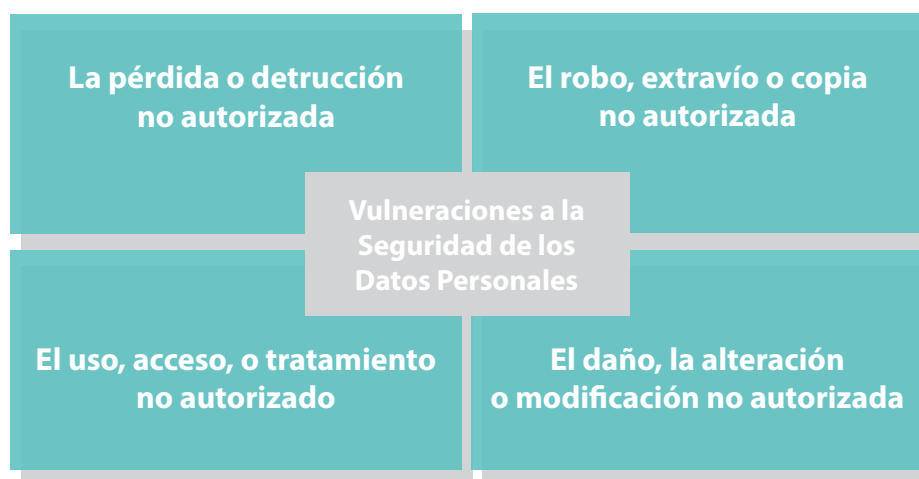 La pérdida o detrucción
no autorizada
El robo, extravío o copia
no autorizada
Vulneraciones a la
Seguridad de los
Datos Personales
El uso, acceso, o tratamiento
no autorizado
El daño, la alteración
o modificación no autorizada